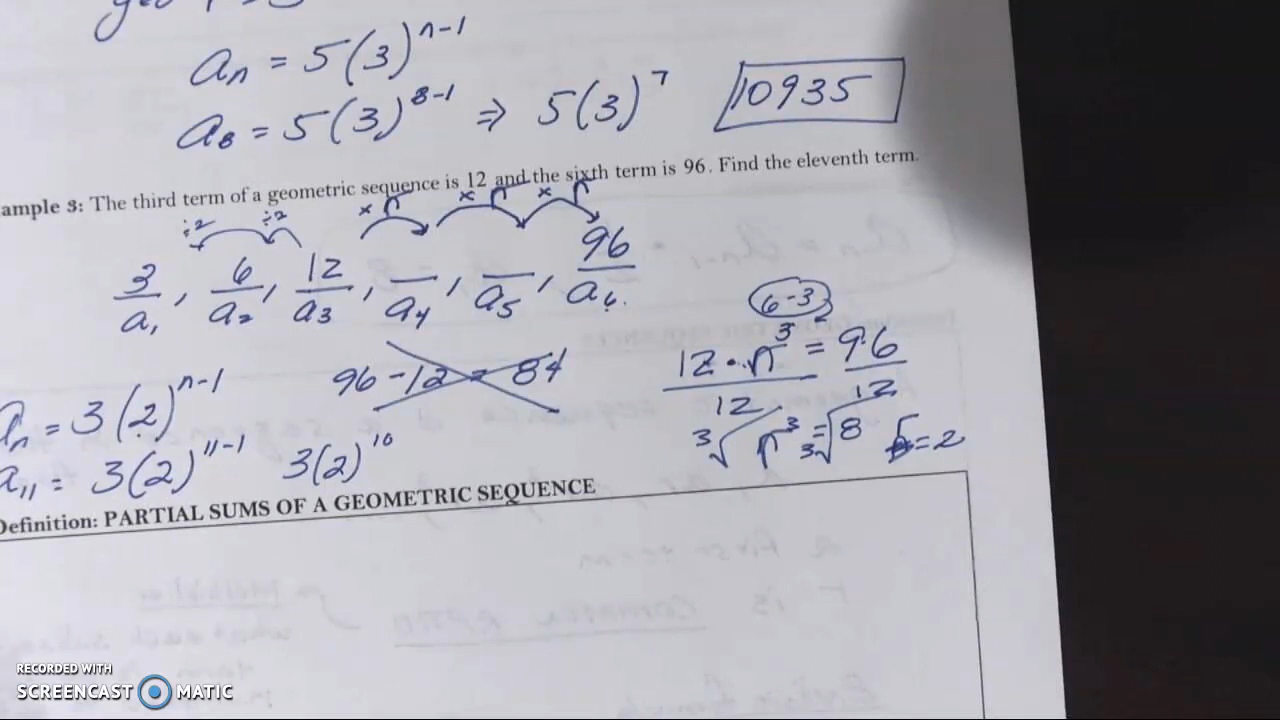 aₙ = 5(3)ⁿ⁻¹
a₈ = 5(3)⁸⁻¹ ⇒ 5(3)⁷ 10935
ample 3: The third term of a geometric sequence is 12 and the sixth term is 96. Find the eleventh term.
÷2 ÷2 × r × r × r
3 , 6 , 12 , __ , __ , 96
a₁ a₂ a₃ a₄ a₅ a₆.
6-3
12 · r³ = 96
12 12
³√r³ = ³√8 r = 2
96 - 12 = 84
aₙ = 3(2)ⁿ⁻¹
a₁₁ = 3(2)¹¹⁻¹ 3(2)¹⁰
Definition: PARTIAL SUMS OF A GEOMETRIC SEQUENCE
RECORDED WITH
SCREENCAST MATIC